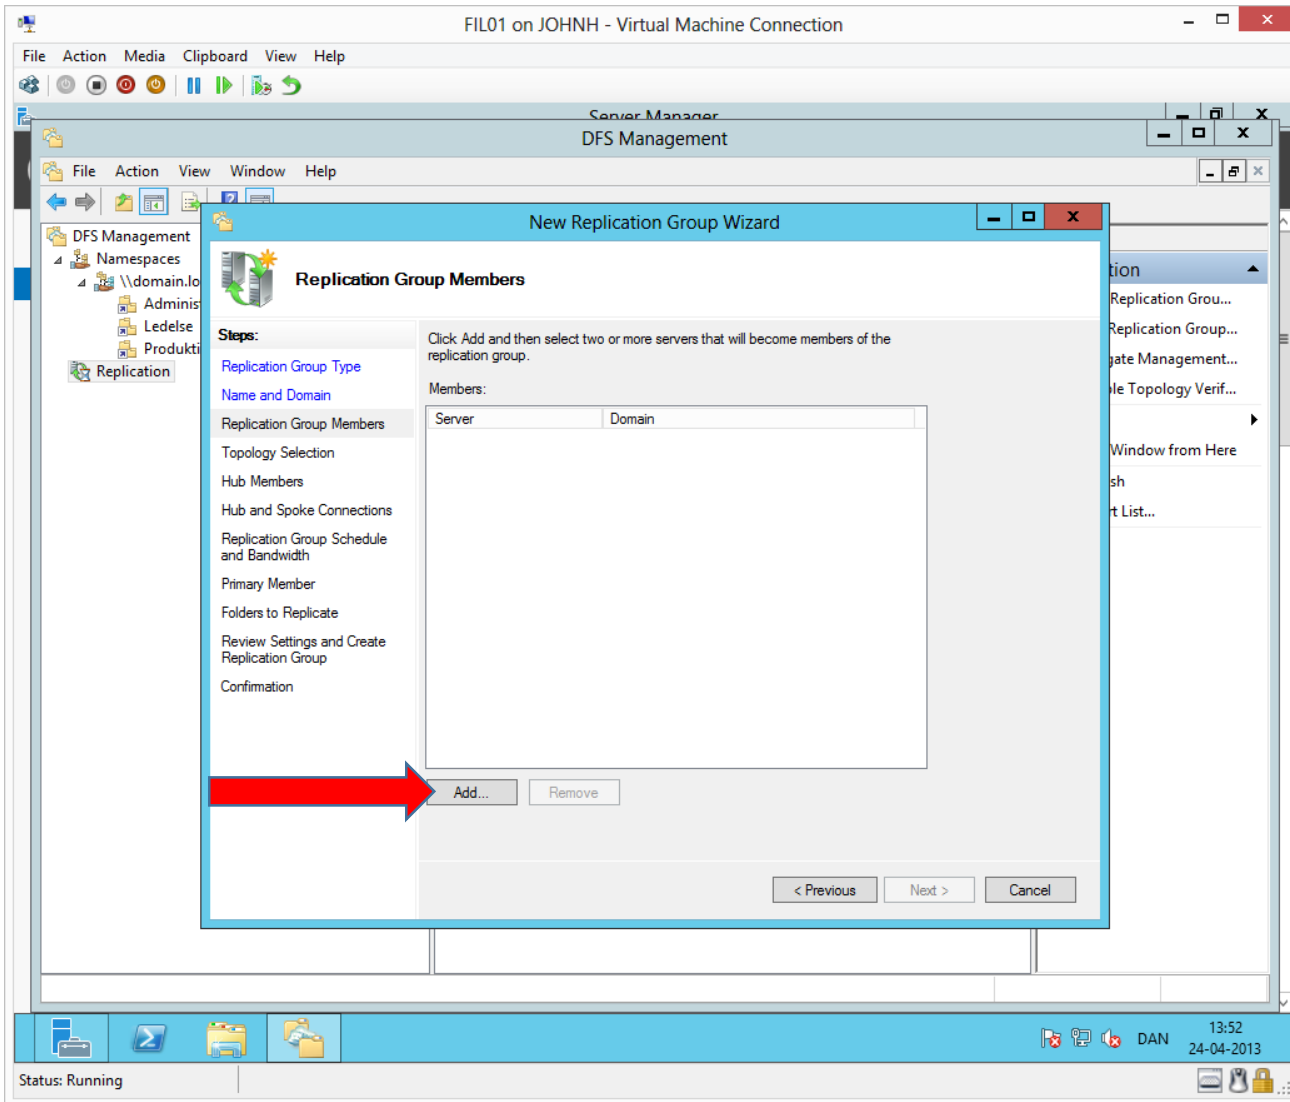 FIL01 on JOHNH - Virtual Machine Connection
File Action Media Clipboard View Help
Server Manager
DFS Management
File Action View Window Help
New Replication Group Wizard
DFS Management
Namespaces
\\domain.lo
Adminis
Ledelse
Produkti
Replication
Replication Group Members
Steps:
Replication Group Type
Name and Domain
Replication Group Members
Topology Selection
Hub Members
Hub and Spoke Connections
Replication Group Schedule
and Bandwidth
Primary Member
Folders to Replicate
Review Settings and Create
Replication Group
Confirmation
Click Add and then select two or more servers that will become members of the
replication group.
Members:
Server Domain
Add... Remove
< Previous Next > Cancel
tion
Replication Grou...
Replication Group...
gate Management...
le Topology Verif...
Window from Here
sh
rt List...
DAN
13:52
24-04-2013
Status: Running